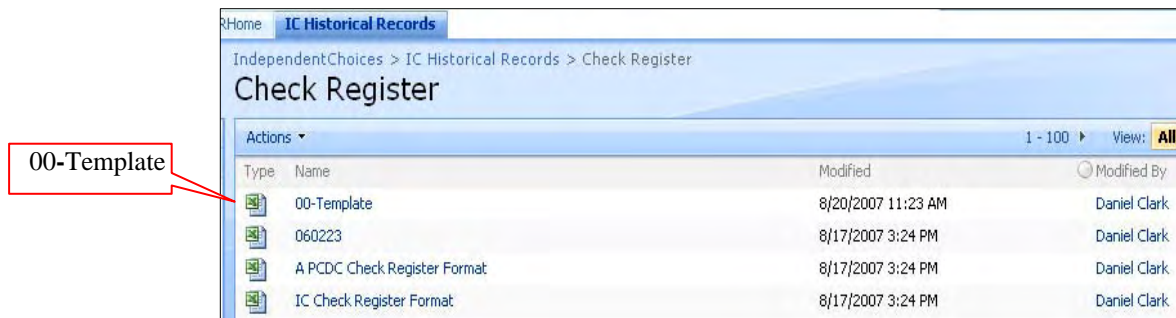 RHome IC Historical Records
IndependentChoices > IC Historical Records > Check Register
Check Register
Actions 1 - 100 View: All
00-Template
Type Name Modified Modified By
00-Template 8/20/2007 11:23 AM Daniel Clark
060223 8/17/2007 3:24 PM Daniel Clark
A PCDC Check Register Format 8/17/2007 3:24 PM Daniel Clark
IC Check Register Format 8/17/2007 3:24 PM Daniel Clark